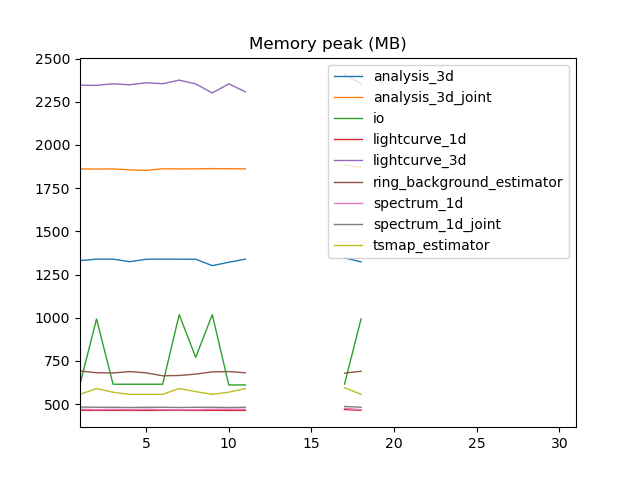 Memory peak (MB)
2500
2250
2000
1750
1500
1250
1000
750
500
5
10
15
20
25
30
analysis_3d
analysis_3d_joint
io
lightcurve_1d
lightcurve_3d
ring_background_estimator
spectrum_1d
spectrum_1d_joint
tsmap_estimator